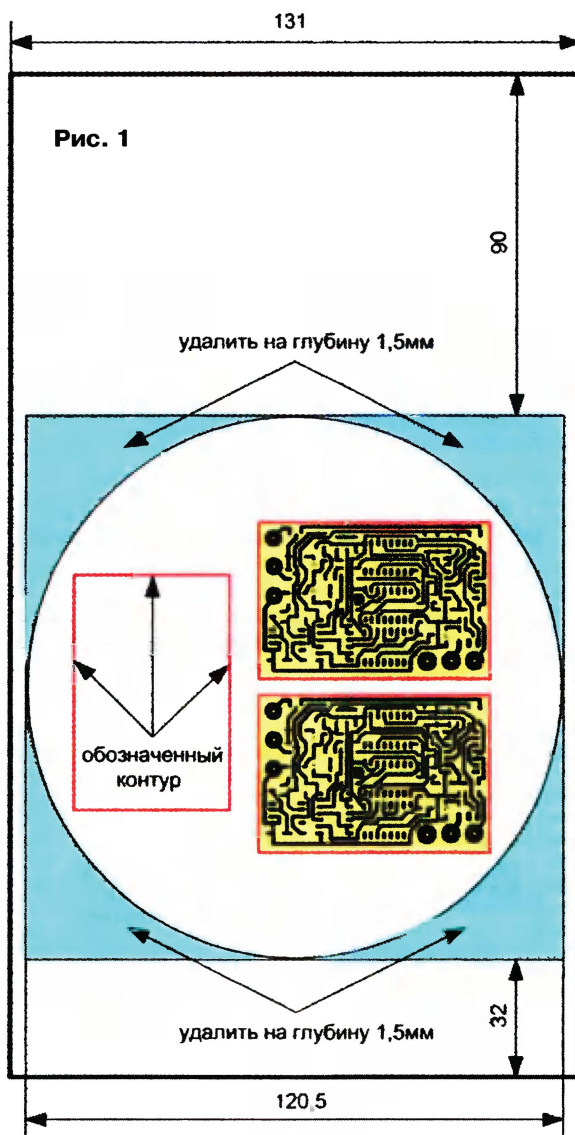 131
Рис. 1
90
удалить на глубину 1,5мм
обозначенный
контур
удалить на глубину 1,5мм
32
120,5